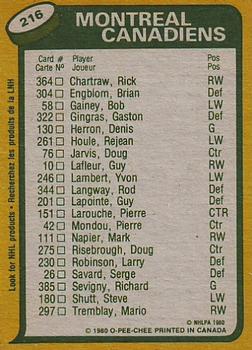 216
MONTREAL
CANADIENS
Card # Player Pos
Carte Nº Joueur Pos
364 Chartraw, Rick RW
304 Engblom, Brian Def
58 Gainey, Bob LW
322 Gingras, Gaston Def
130 Herron, Denis G
261 Houle, Rejean LW
76 Jarvis, Doug Ctr
10 Lafleur, Guy RW
246 Lambert, Yvon LW
344 Langway, Rod Def
201 Lapointe, Guy Def
151 Larouche, Pierre CTR
42 Mondou, Pierre Ctr
111 Napier, Mark RW
275 Risebrough, Doug Ctr
230 Robinson, Larry Def
26 Savard, Serge Def
385 Sevigny, Richard G
180 Shutt, Steve LW
297 Tremblay, Mario RW
© NHLPA 1980
© 1980 O-PEE-CHEE PRINTED IN CANADA
Look for NHL products • Recherchez les produits de la LNH